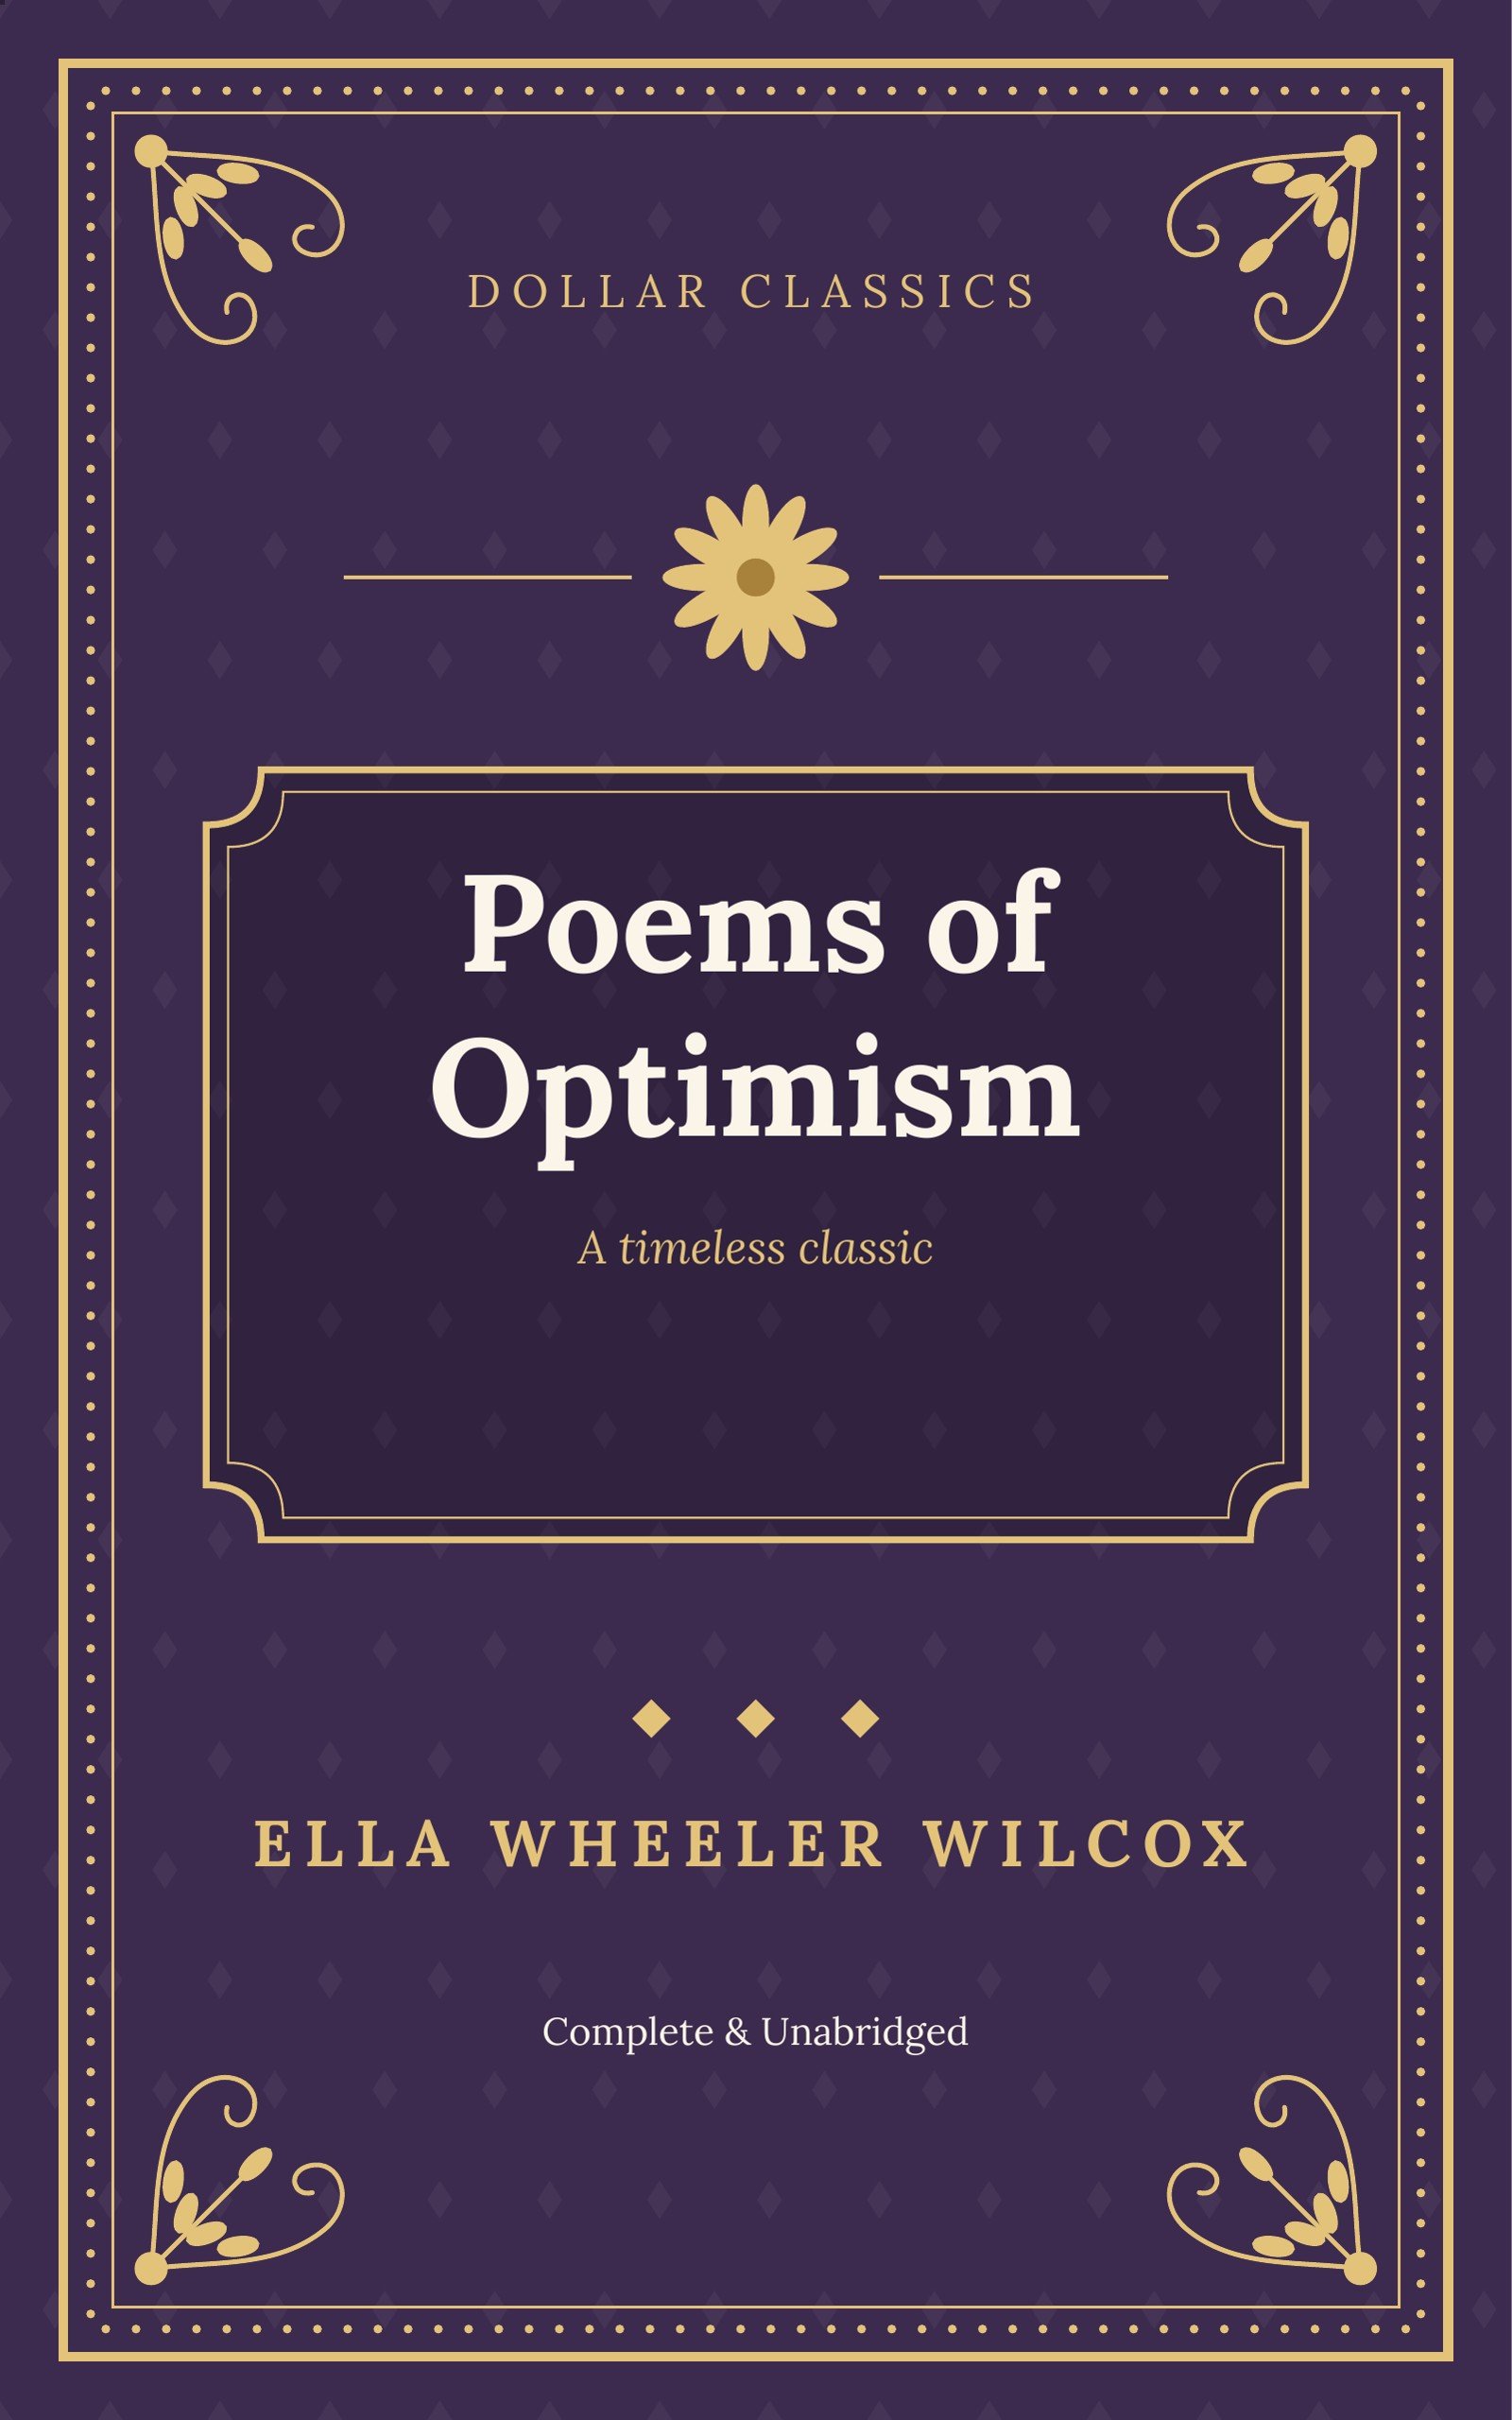 DOLLAR CLASSICS
Poems of
Optimism
A timeless classic
ELLA WHEELER WILCOX
Complete & Unabridged